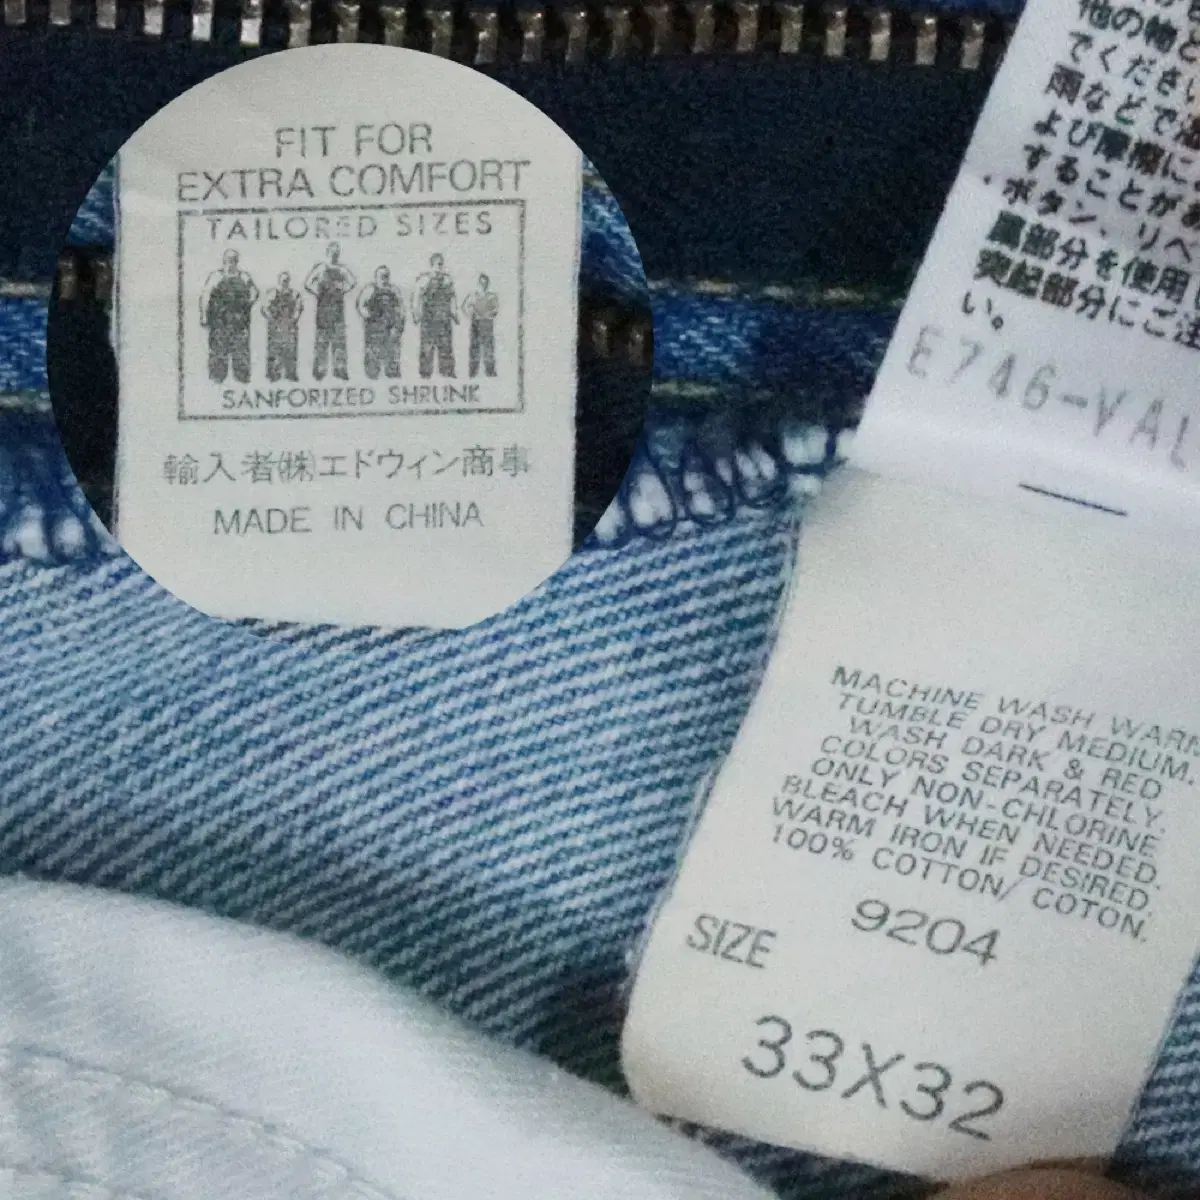 FIT FOR
EXTRA COMFORT
TAILORED SIZES
SANFORIZED SHRUNK
輸入者㈱エドウィン商事
MADE IN CHINA
他の物と
でくださ
雨などで
よび摩擦に
することがあ
・ボタン、リベ
属部分を使用
突起部分にご注
い。
E746-VAL
MACHINE WASH WARM
TUMBLE DRY MEDIUM.
WASH DARK & RED
COLORS SEPARATELY.
ONLY NON-CHLORINE
BLEACH WHEN NEEDED.
WARM IRON IF DESIRED.
100% COTTON/COTON.
9204
SIZE
33X32